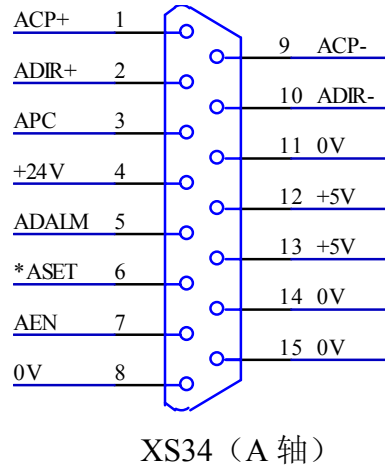 ACP+ 1
9 ACP-
ADIR+ 2
10 ADIR-
APC 3
11 0V
+24V 4
12 +5V
ADALM 5
13 +5V
*ASET 6
14 0V
AEN 7
15 0V
0V 8
XS34（A 轴）